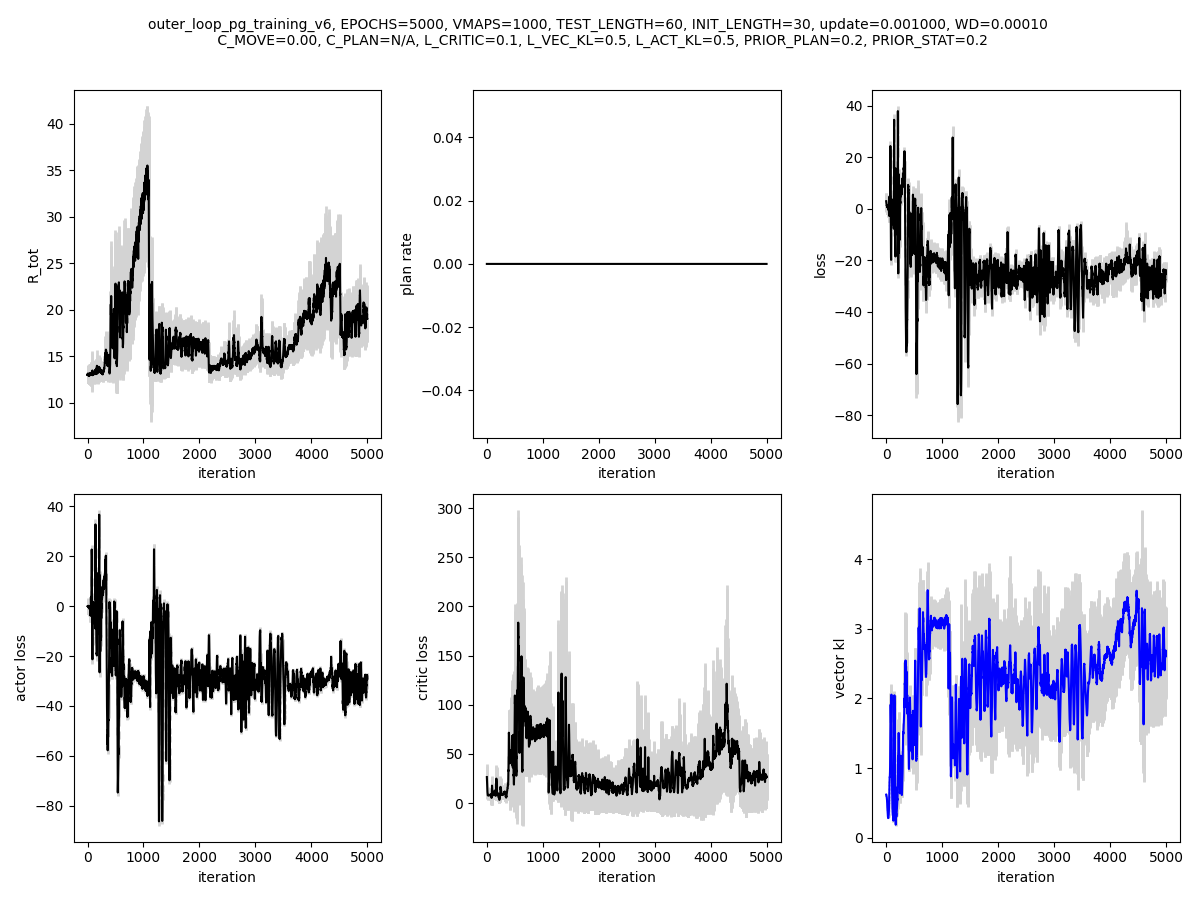 outer_loop_pg_training_v6, EPOCHS=5000, VMAPS=1000, TEST_LENGTH=60, INIT_LENGTH=30, update=0.001000, WD=0.00010
C_MOVE=0.00, C_PLAN=N/A, L_CRITIC=0.1, L_VEC_KL=0.5, L_ACT_KL=0.5, PRIOR_PLAN=0.2, PRIOR_STAT=0.2
R_tot
40
35
30
25
20
15
10
0 1000 2000 3000 4000 5000
iteration
plan rate
0.04
0.02
0.00
−0.02
−0.04
0 1000 2000 3000 4000 5000
iteration
loss
40
20
0
−20
−40
−60
−80
0 1000 2000 3000 4000 5000
iteration
actor loss
40
20
0
−20
−40
−60
−80
0 1000 2000 3000 4000 5000
iteration
critic loss
300
250
200
150
100
50
0
0 1000 2000 3000 4000 5000
iteration
vector kl
4
3
2
1
0
0 1000 2000 3000 4000 5000
iteration